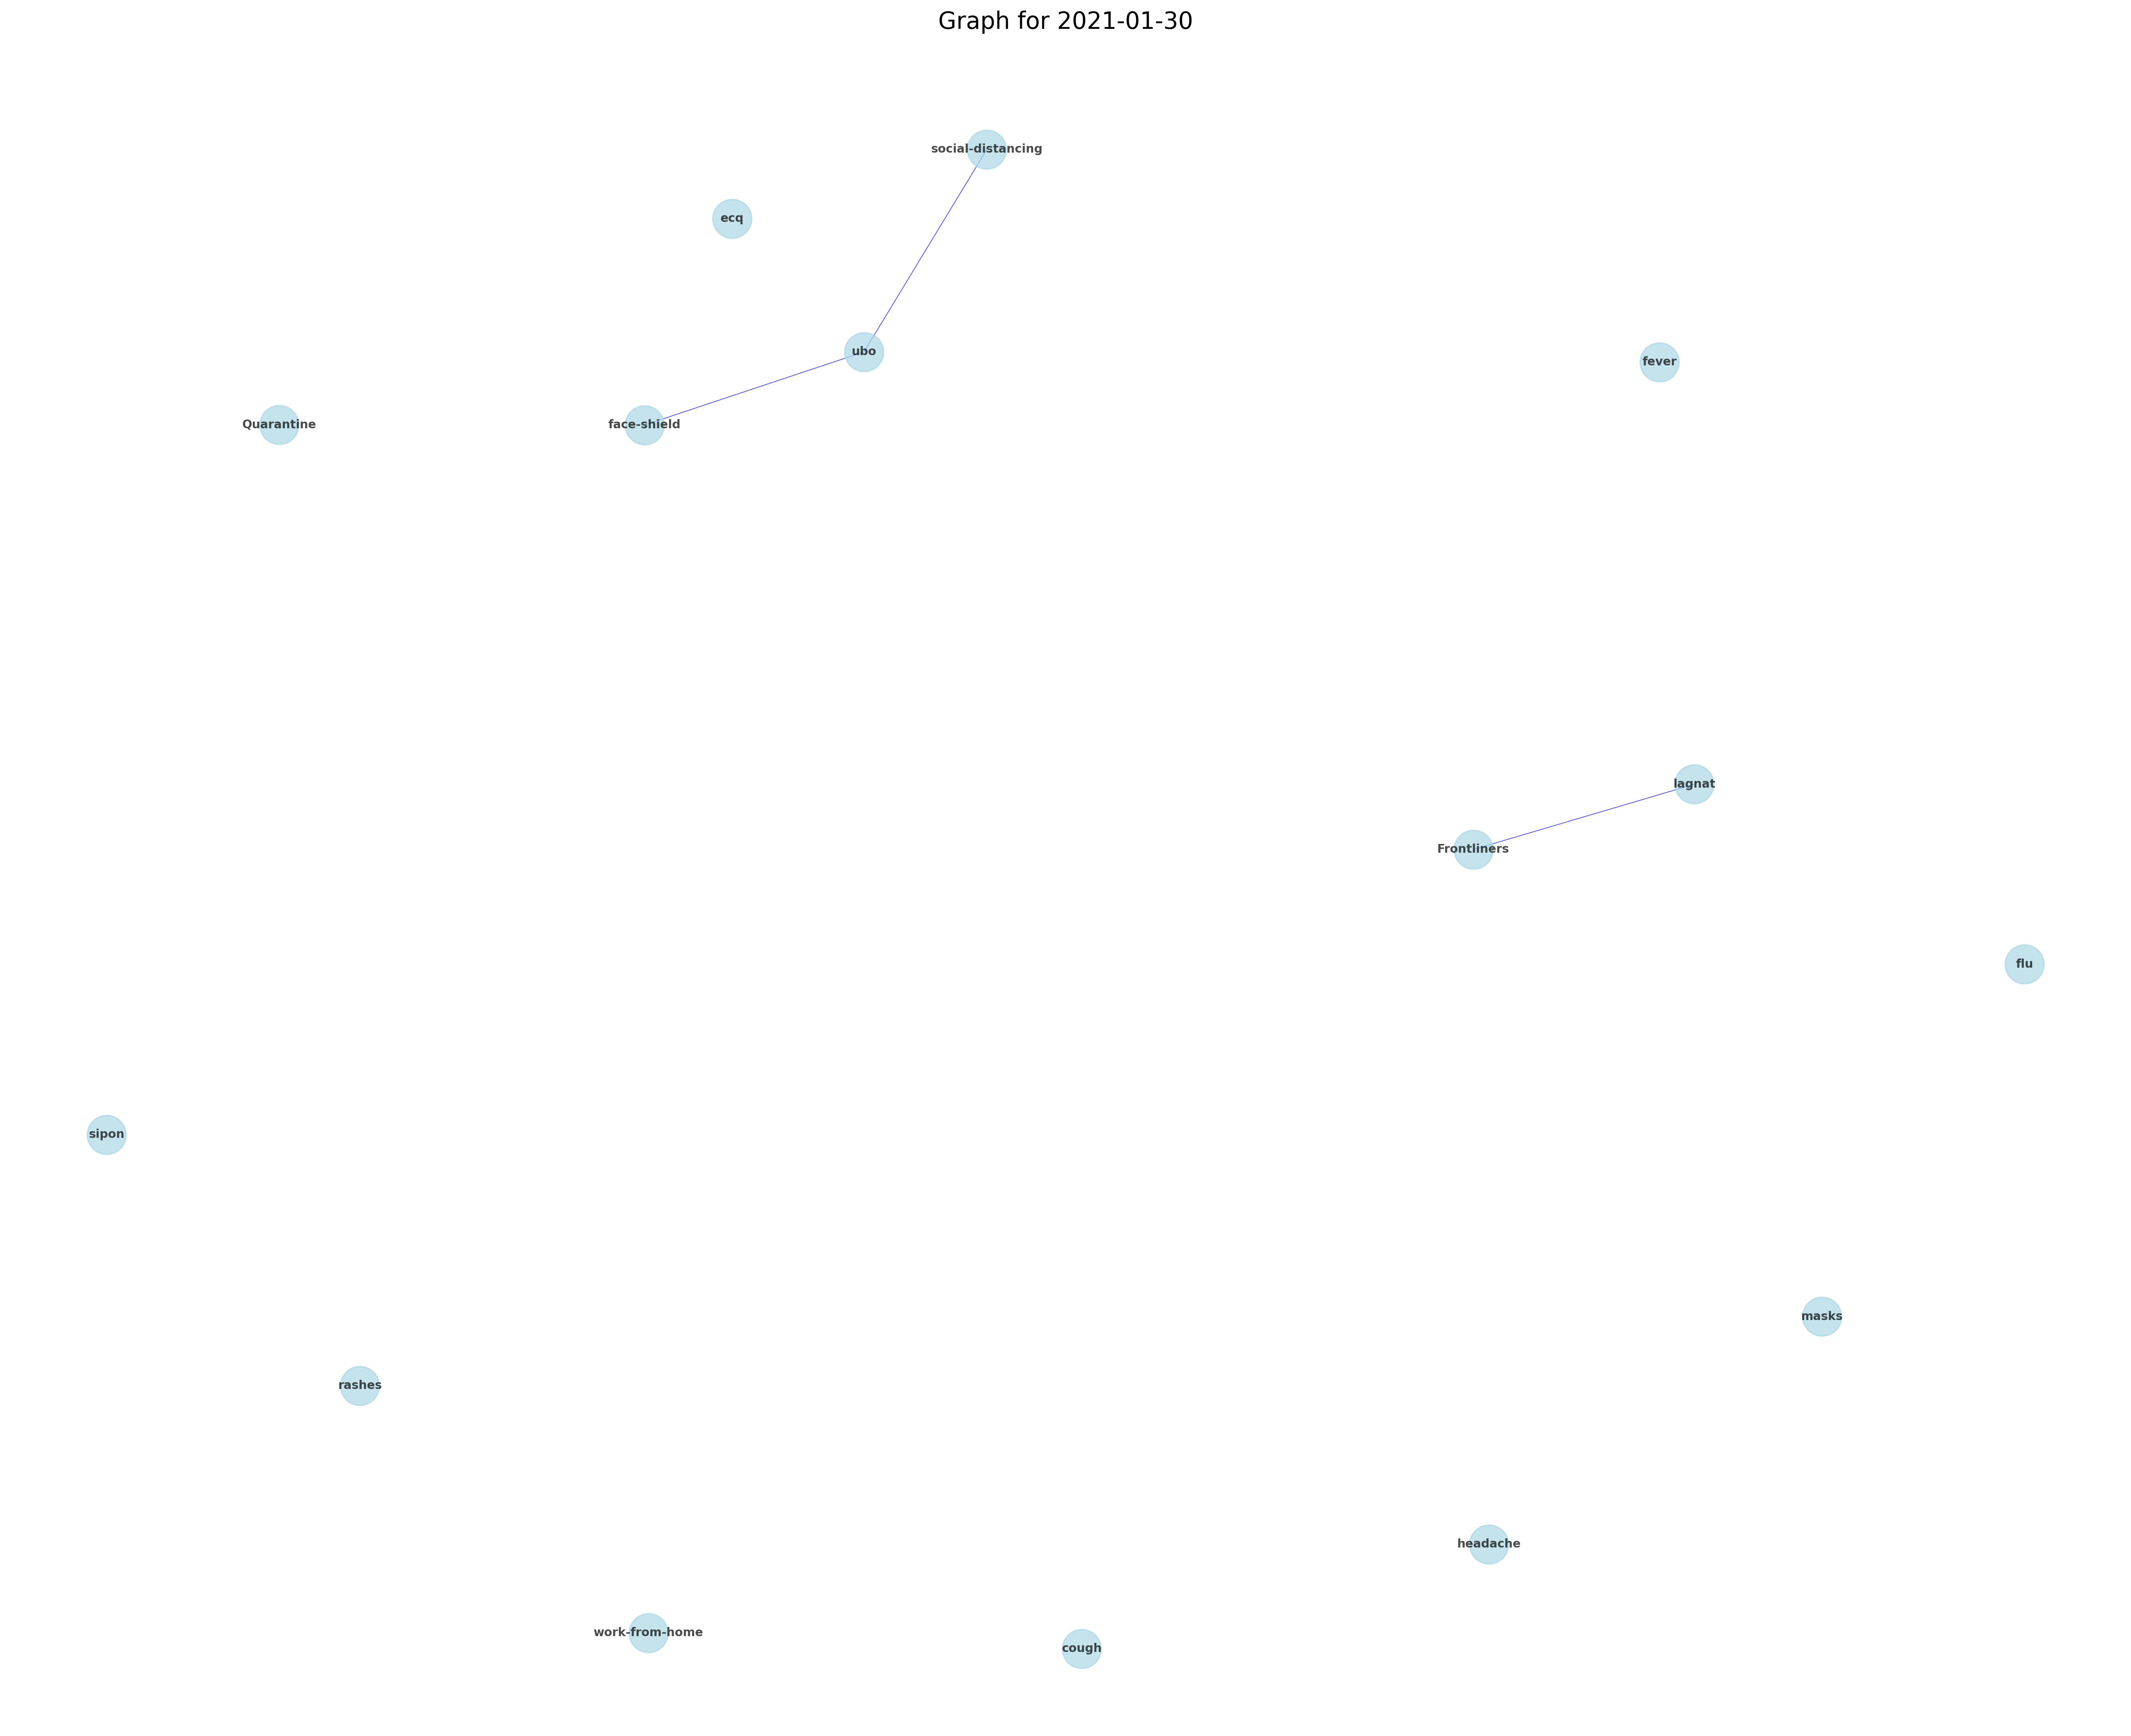 Graph for 2021-01-30
social-distancing
ecq
ubo
fever
Quarantine
face-shield
lagnat
Frontliners
flu
sipon
masks
rashes
headache
work-from-home
cough